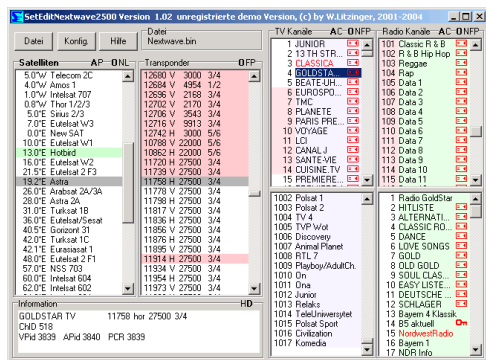 SetEditNextwave2500 Version 1.02 unregistrierte demo Version, (c) by W.Litzinger, 2001-2004
Datei
Konfig.
Hilfe
Datei
Nextwave.bin
Satelliten AP ONL
5.0°W Telecom 2C
4.0°W Amos 1
1.0°W Intelsat 707
0.8°W Thor 1/2/3
5.0°E Sirius 2/3
7.0°E Eutelsat W3
0.0°E New SAT
10.0°E Eutelsat W1
13.0°E Hotbird
16.0°E Eutelsat W2
21.5°E Eutelsat 2 F3
19.2°E Astra
26.0°E Arabsat 2A/3A
28.0°E Astra 2A
31.0°E Turksat 1B
36.0°E Eutelsat/Sesat
40.5°E Gorizont 31
42.0°E Turksat 1C
42.1°E Eurasiasat 1
48.0°E Eutelsat 2 F1
57.0°E NSS 703
60.0°E Intelsat 604
62.0°E Intelsat 602
Transponder OFP
12680 V 3000 3/4
12684 V 4954 1/2
12696 V 2168 3/4
12702 V 2170 3/4
12706 V 3543 3/4
12716 V 9913 3/4
12742 H 3000 5/6
10788 V 22000 5/6
10862 H 22000 5/6
11720 H 27500 3/4
11739 V 27500 3/4
11758 H 27500 3/4
11778 V 27500 3/4
11798 H 27500 3/4
11817 V 27500 3/4
11836 H 27500 3/4
11856 V 27500 3/4
11876 H 27500 3/4
11895 V 27500 3/4
11914 H 27500 3/4
11934 V 27500 3/4
11954 H 27500 3/4
11973 V 27500 3/4
TV Kanäle AC ONFP
1 JUNIOR
2 13 TH STR...
3 CLASSICA
4 GOLDSTA...
5 BEATE-UH...
6 EUROSPO...
7 TMC
8 PLANETE
9 PARIS PRE...
10 VOYAGE
11 LCI
12 CANAL J
13 SANTE-VIE
14 CUISINE.TV
15 PREMIERE...
Radio Kanäle AC ONFP
101 Classic R & B
102 R & B Hip Hop
103 Reggae
104 Rap
105 Data 1
106 Data 2
107 Data 3
108 Data 4
109 Data 5
110 Data 6
111 Data 7
112 Data 8
113 Data 9
114 Data 10
115 Data 11
1002 Polsat 1
1003 Polsat 2
1004 TV 4
1005 TVP Wot
1006 Discovery
1007 Animal Planet
1008 RTL 7
1009 Playboy/AdultCh.
1010 On
1011 Ona
1012 Junior
1013 Relaks
1014 TeleUniwersytet
1015 Polsat Sport
1016 Civilization
1017 Komedia
1 Radio GoldStar
2 HITLISTE
3 ALTERNATI...
4 CLASSIC RO...
5 DANCE
6 LOVE SONGS
7 GOLD
8 OLD GOLD
9 SOUL CLAS...
10 EASY LISTE...
11 DEUTSCHE ...
12 SCHLAGER
13 Bayern 4 Klassik
14 B5 aktuell
15 NordwestRadio
16 Bayern 1
17 NDR Info
Information HD
GOLDSTAR TV 11758 hor 27500 3/4
ChID 518
VPid 3839 APid 3840 PCR 3839